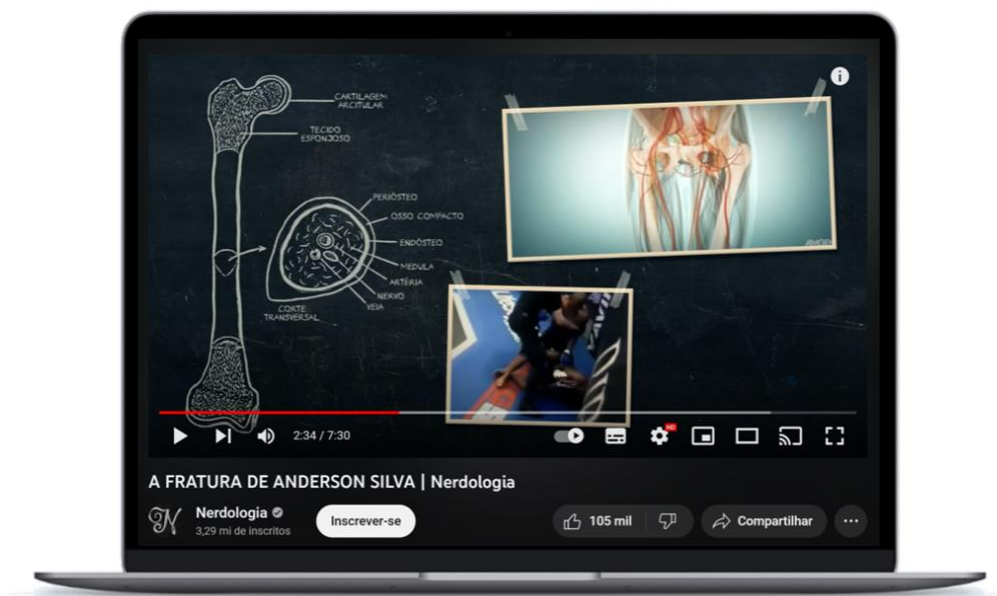 CARTILAGEM
ARCITULAR
TECIDO
ESPONJOSO
PERIÓSTEO
OSSO COMPACTO
ENDÓSTEO
MEDULA
ARTÉRIA
NERVO
VEIA
CORTE
TRANSVERSAL
2:34 / 7:30
HD
A FRATURA DE ANDERSON SILVA | Nerdologia
N
Nerdologia
3,29 mi de inscritos
Inscrever-se
105 mil
Compartilhar